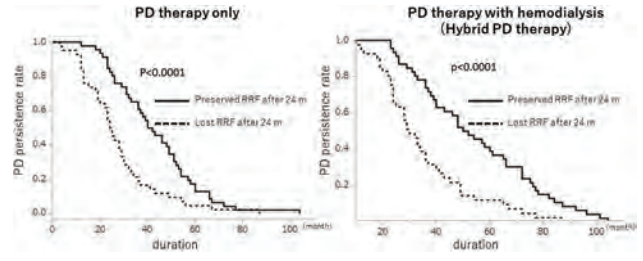 PD therapy only
PD persistence rate
1.0
0.8
0.6
0.4
0.2
0.0
P<0.0001
Preserved RRF after 24 m
Lost RRF after 24 m
0
20
40
60
80
100
(month)
duration
PD therapy with hemodialysis
(Hybrid PD therapy)
PD persistence rate
1.0
0.8
0.6
0.4
0.2
p<0.0001
Preserved RRF after 24 m
Lost RRF after 24 m
20
40
60
80
100
(month)
duration